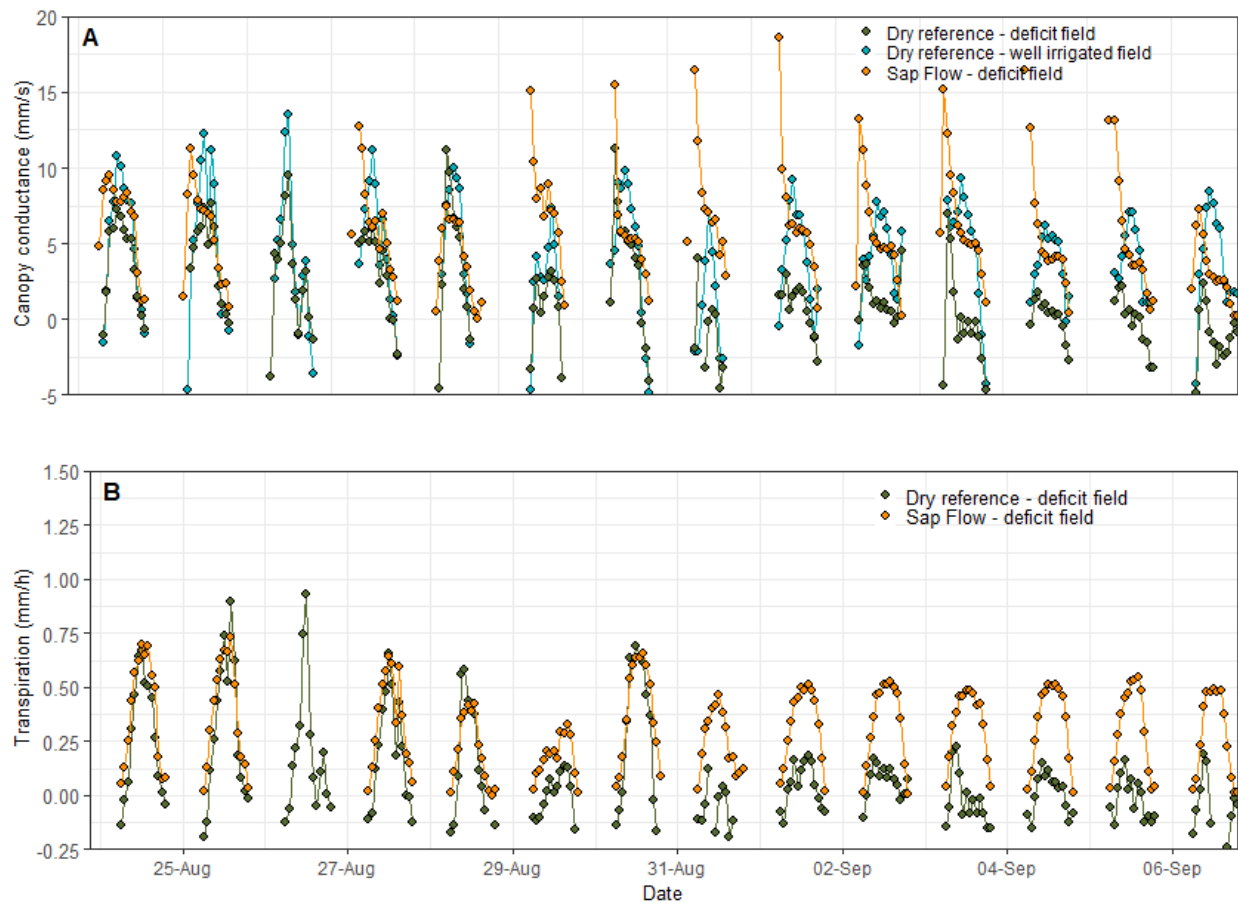 A
Dry reference - deficit field
Dry reference - well irrigated field
Sap Flow - deficit field
Canopy conductance (mm/s)
20
15
10
5
0
-5
B
Dry reference - deficit field
Sap Flow - deficit field
Transpiration (mm/h)
1.50
1.25
1.00
0.75
0.50
0.25
0.00
-0.25
25-Aug 27-Aug 29-Aug 31-Aug 02-Sep 04-Sep 06-Sep
Date